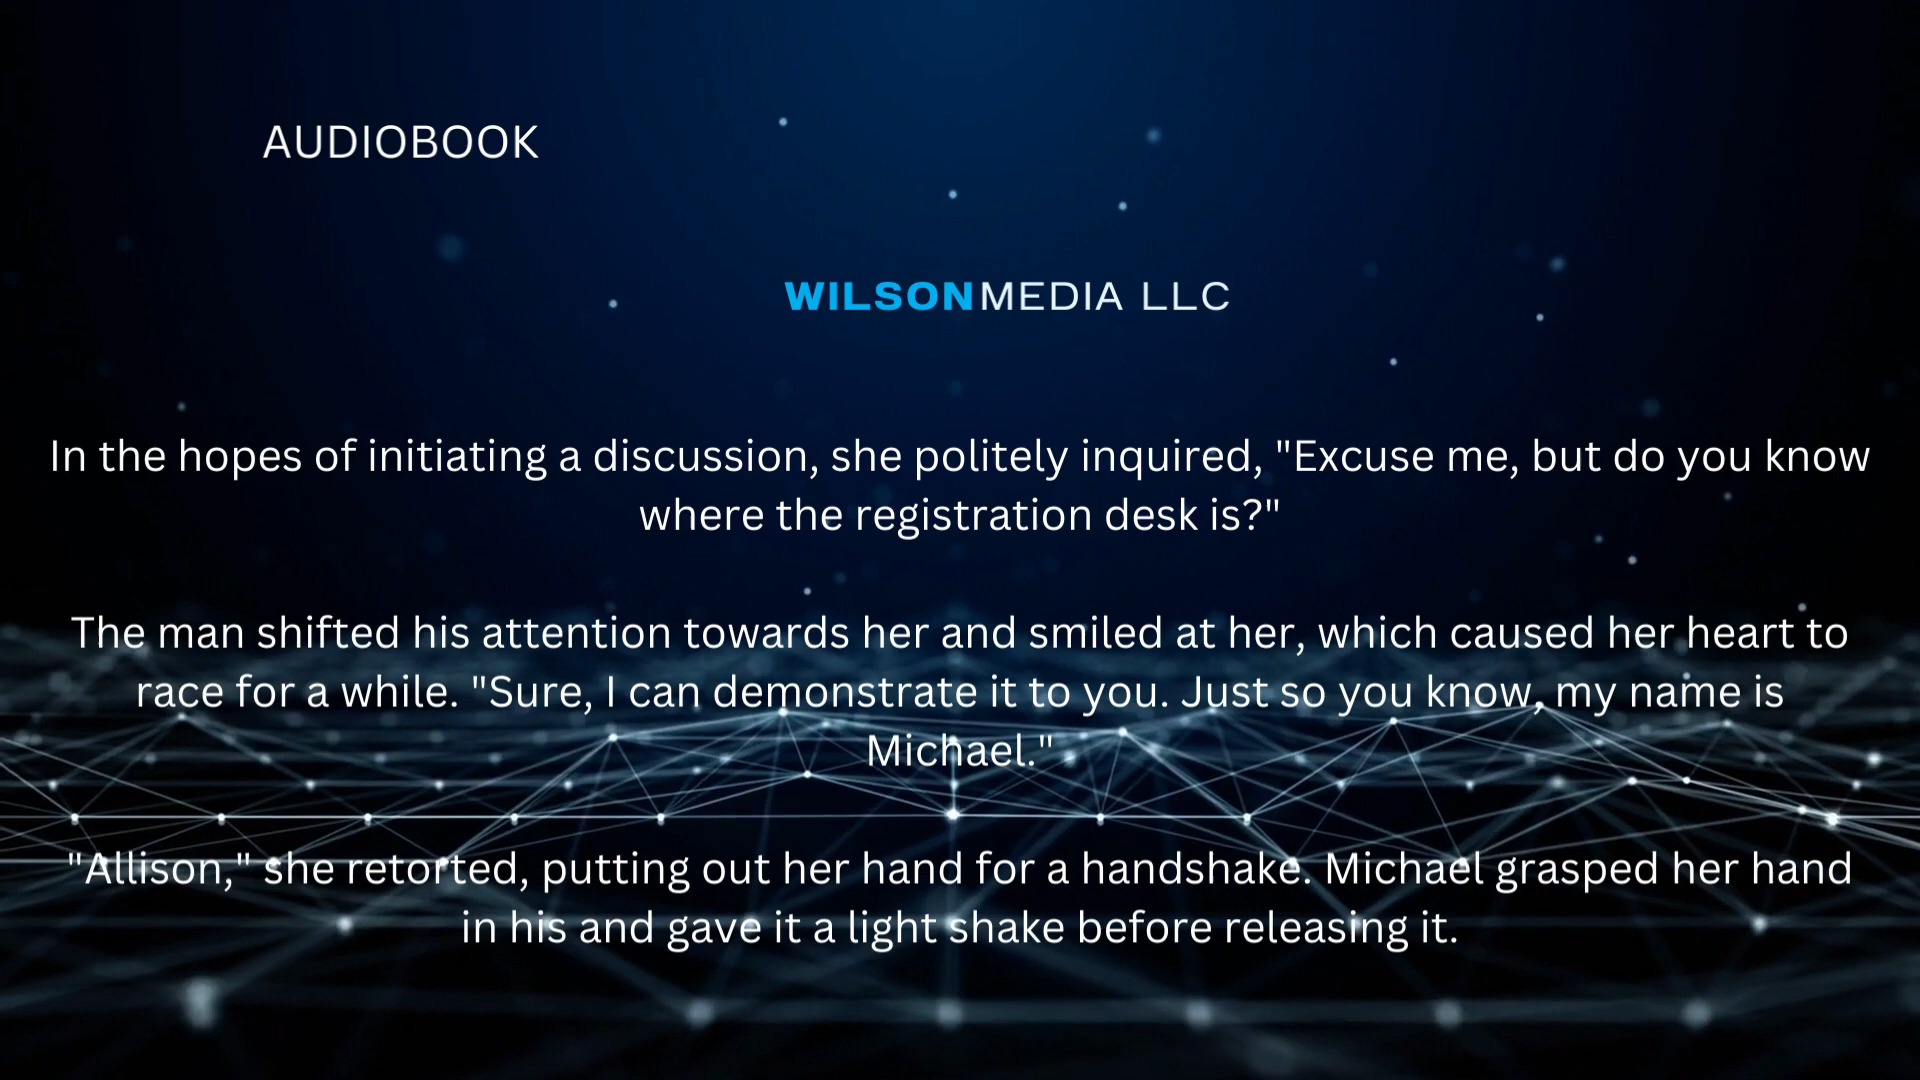 AUDIOBOOK
WILSONMEDIA LLC
In the hopes of initiating a discussion, she politely inquired, "Excuse me, but do you know
where the registration desk is?"
The man shifted his attention towards her and smiled at her, which caused her heart to
race for a while. "Sure, I can demonstrate it to you. Just so you know, my name is
Michael."
"Allison," she retorted, putting out her hand for a handshake. Michael grasped her hand
in his and gave it a light shake before releasing it.